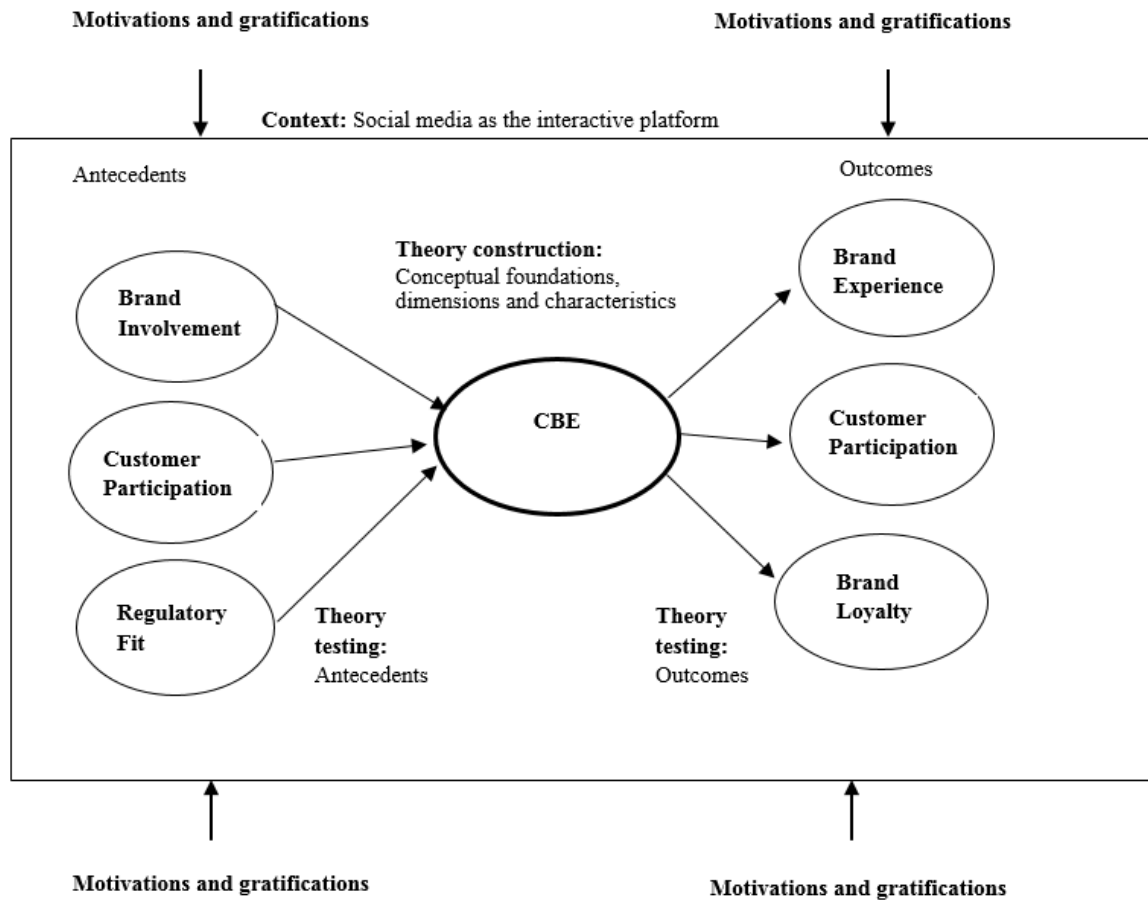 Motivations and gratifications
Motivations and gratifications
Context: Social media as the interactive platform
Antecedents
Outcomes
Theory construction:
Conceptual foundations,
dimensions and characteristics
Brand
Involvement
Brand
Experience
CBE
Customer
Participation
Customer
Participation
Regulatory
Fit
Theory
testing:
Antecedents
Theory
testing:
Outcomes
Brand
Loyalty
Motivations and gratifications
Motivations and gratifications